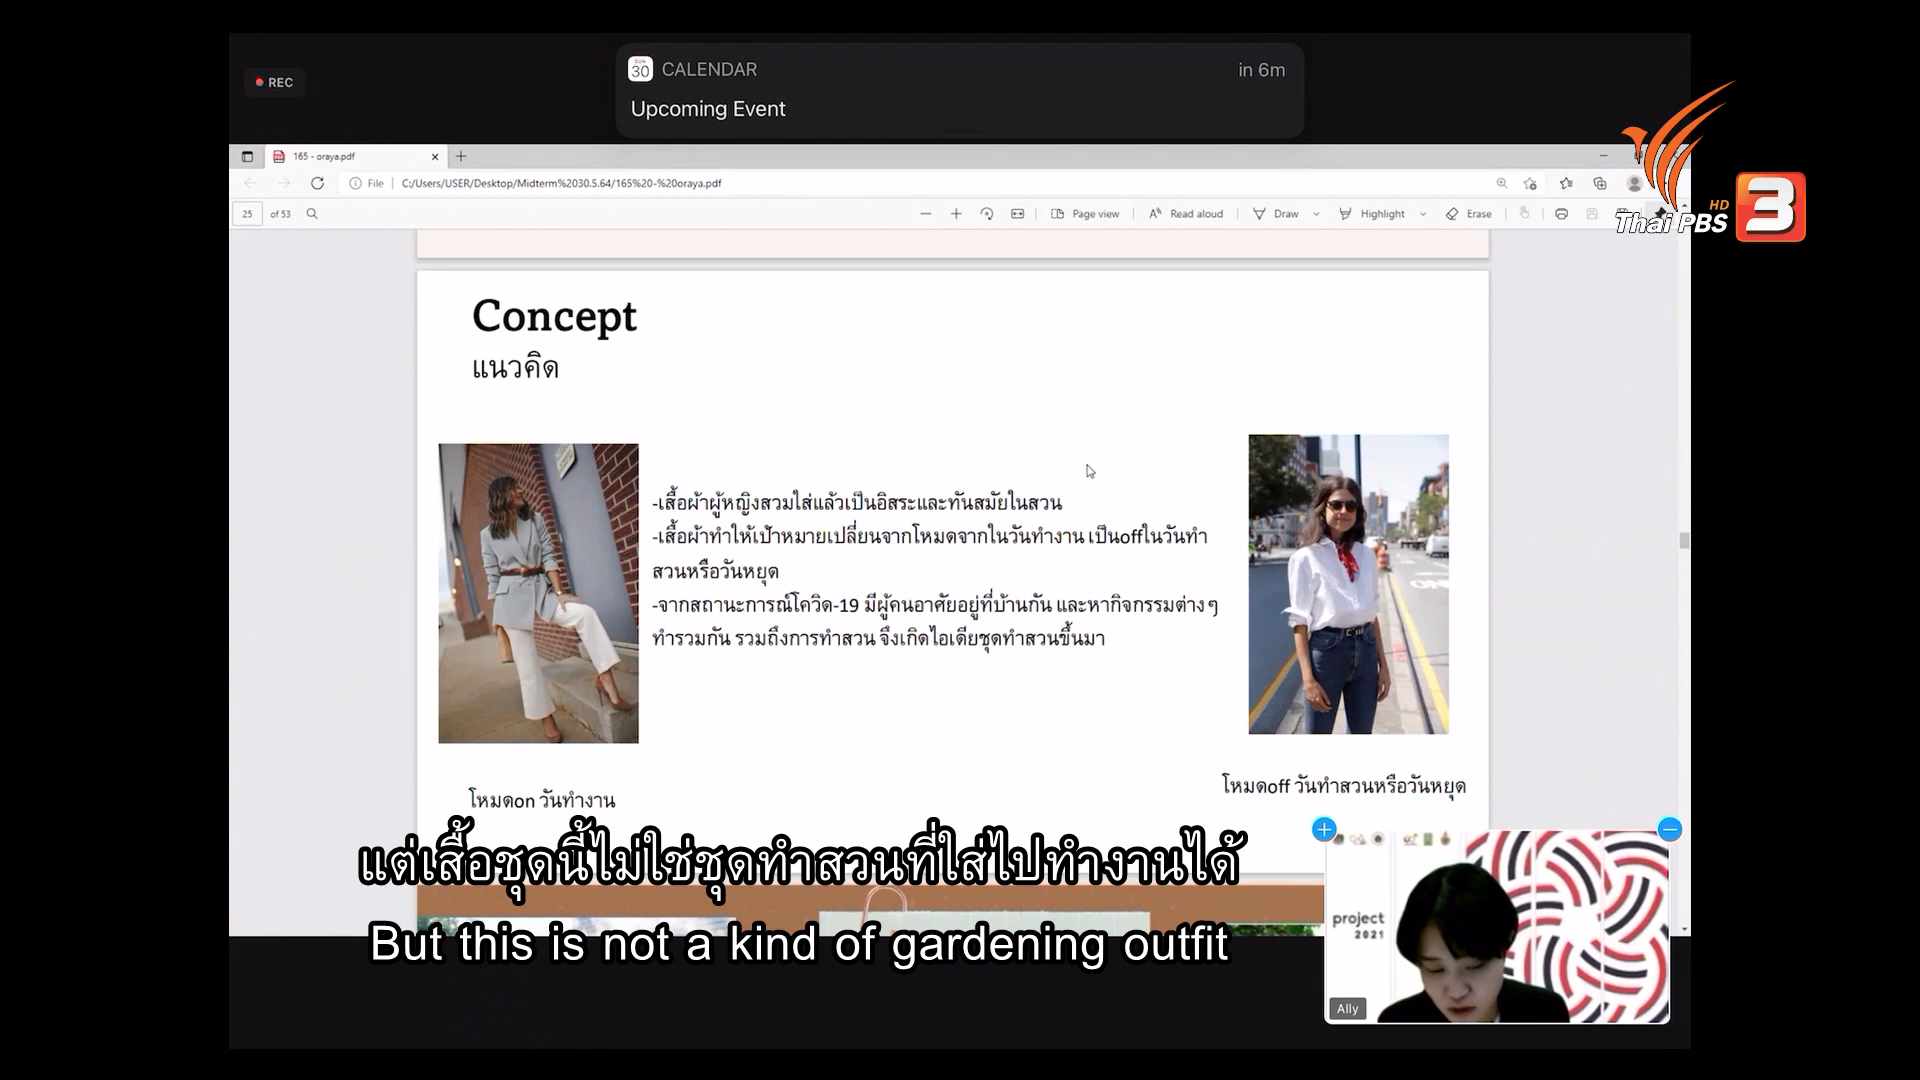 SUN
30 CALENDAR in 6m
Upcoming Event
REC
165 - oraya.pdf
File C:/Users/USER/Desktop/Midterm%2030.5.64/165%20-%20oraya.pdf
25 of 53 Page view Read aloud Draw Highlight Erase
HD
Thai PBS 3
Concept
แนวคิด
-เสื้อผ้าผู้หญิงสวมใส่แล้วเป็นอิสระและทันสมัยในสวน
-เสื้อผ้าทำให้เป้าหมายเปลี่ยนจากโหมดจากในวันทำงาน เป็นoffในวันทำ
สวนหรือวันหยุด
-จากสถานะการณ์โควิด-19 มีผู้คนอาศัยอยู่ที่บ้านกัน และหากิจกรรมต่างๆ
ทำรวมกัน รวมถึงการทำสวน จึงเกิดไอเดียชุดทำสวนขึ้นมา
โหมดon วันทำงาน
โหมดoff วันทำสวนหรือวันหยุด
แต่เสื้อชุดนี้ไม่ใช่ชุดทำสวนที่ใส่ไปทำงานได้
But this is not a kind of gardening outfit
project
2021
Ally